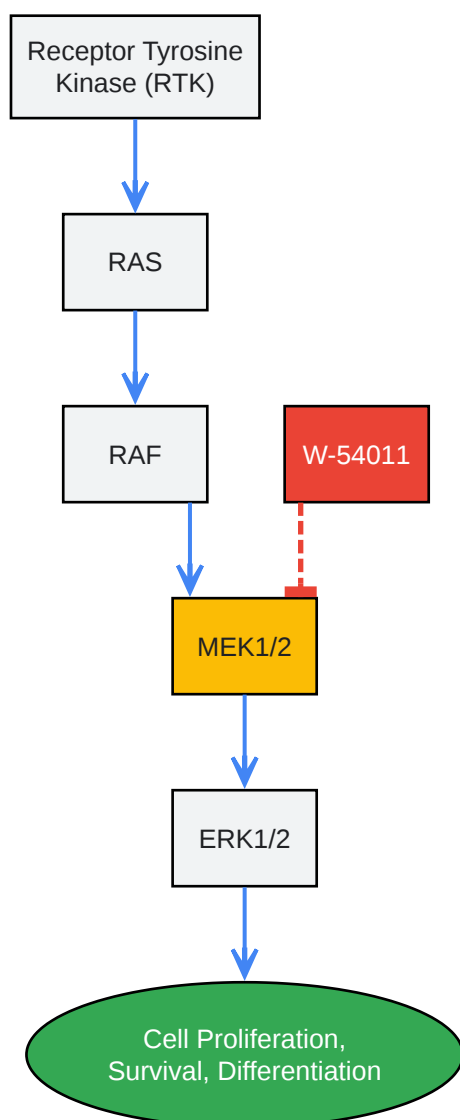 Receptor Tyrosine
Kinase (RTK)
RAS
RAF
W-54011
MEK1/2
ERK1/2
Cell Proliferation,
Survival, Differentiation